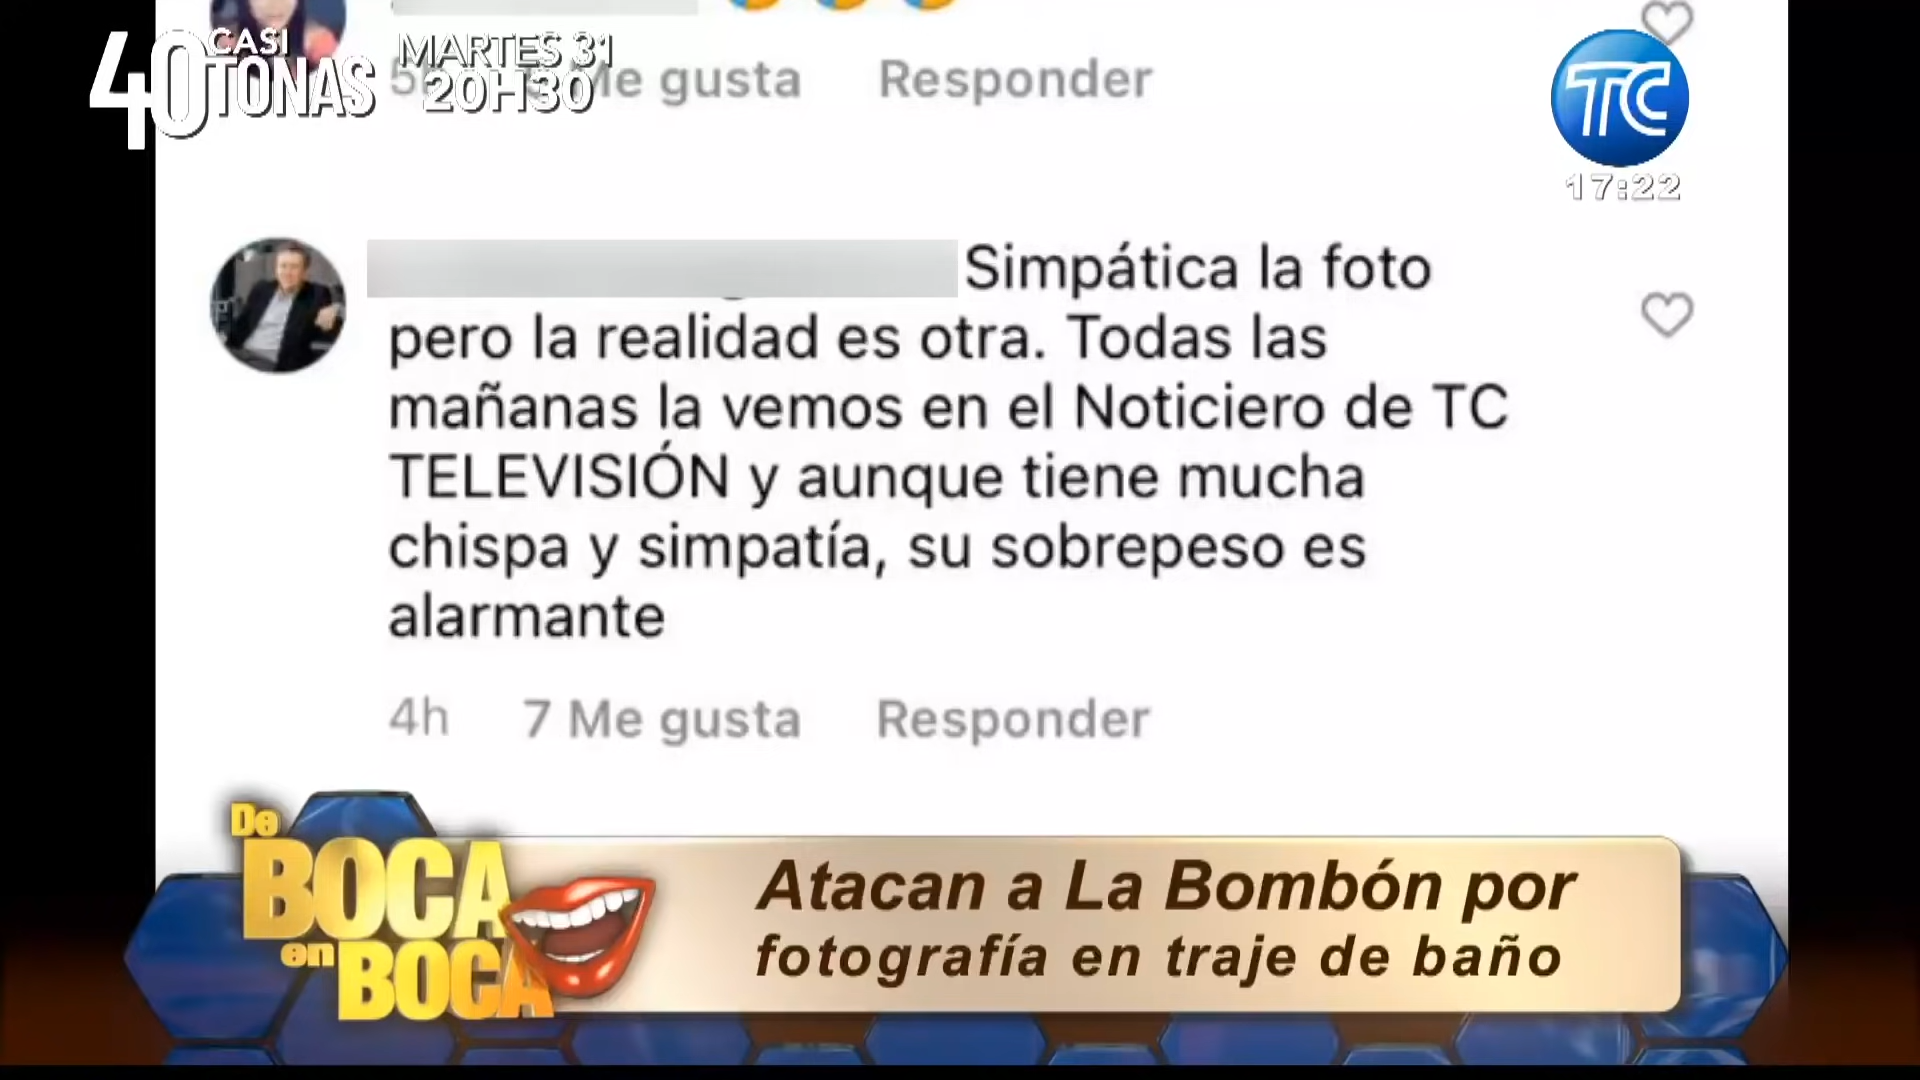 40 CASI TONAS
MARTES 31
20H30
5h Me gusta Responder
TC
17:22
Simpática la foto
pero la realidad es otra. Todas las
mañanas la vemos en el Noticiero de TC
TELEVISIÓN y aunque tiene mucha
chispa y simpatía, su sobrepeso es
alarmante
4h 7 Me gusta Responder
De
BOCA
en BOCA
Atacan a La Bombón por
fotografía en traje de baño